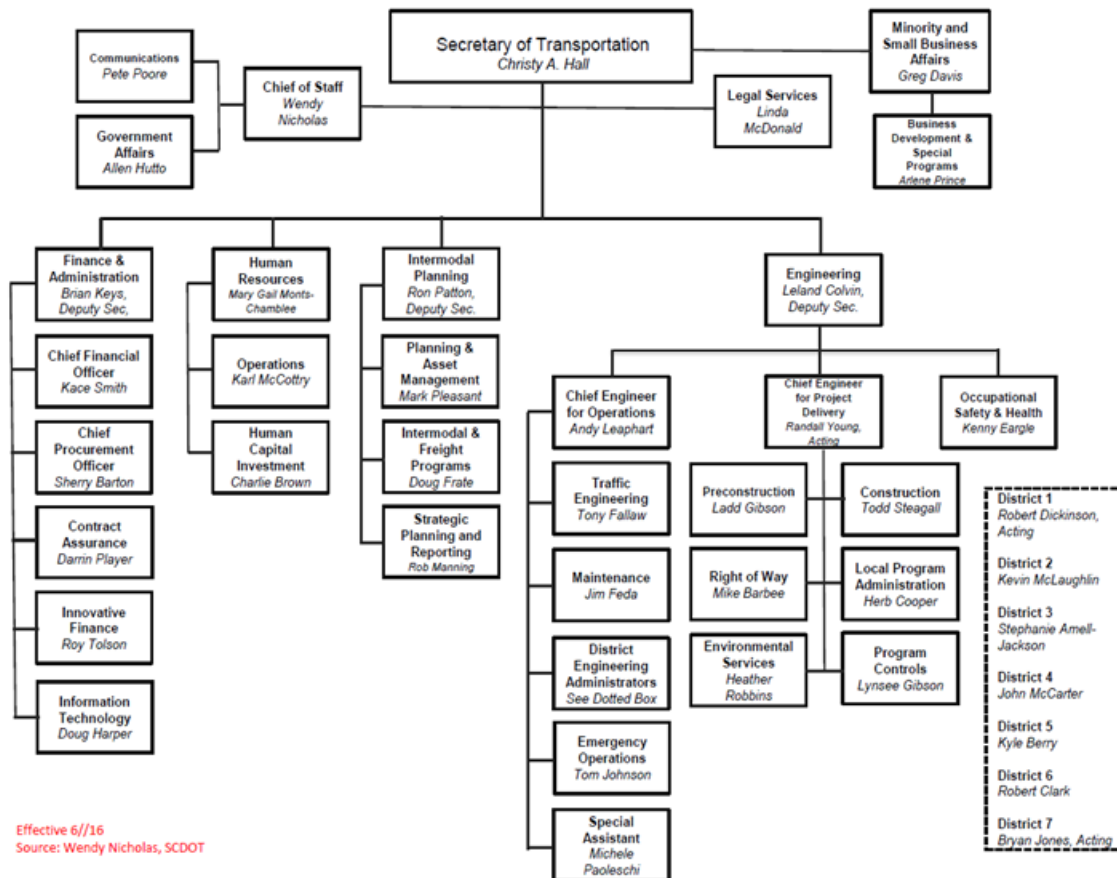 Secretary of Transportation
Christy A. Hall
Minority and
Small Business
Affairs
Greg Davis
Communications
Pete Poore
Chief of Staff
Wendy
Nicholas
Legal Services
Linda
McDonald
Government
Affairs
Allen Hutto
Business
Development &
Special
Programs
Arlene Prince
Finance &
Administration
Brian Keys,
Deputy Sec,
Chief Financial
Officer
Kace Smith
Chief
Procurement
Officer
Sherry Barton
Contract
Assurance
Darrin Player
Innovative
Finance
Roy Tolson
Information
Technology
Doug Harper
Human
Resources
Mary Gail Monts-
Chamblee
Operations
Karl McCottry
Human
Capital
Investment
Charlie Brown
Intermodal
Planning
Ron Patton,
Deputy Sec.
Planning &
Asset
Management
Mark Pleasant
Intermodal &
Freight
Programs
Doug Frate
Strategic
Planning and
Reporting
Rob Manning
Engineering
Leland Colvin,
Deputy Sec.
Chief Engineer
for Operations
Andy Leaphart
Traffic
Engineering
Tony Fallaw
Maintenance
Jim Feda
District
Engineering
Administrators
See Dotted Box
Emergency
Operations
Tom Johnson
Special
Assistant
Michele
Paoleschi
Chief Engineer
for Project
Delivery
Randall Young,
Acting
Preconstruction
Ladd Gibson
Construction
Todd Steagall
Right of Way
Mike Barbee
Local Program
Administration
Herb Cooper
Environmental
Services
Heather
Robbins
Program
Controls
Lynsee Gibson
Occupational
Safety & Health
Kenny Eargle
District 1
Robert Dickinson,
Acting
District 2
Kevin McLaughlin
District 3
Stephanie Amell-
Jackson
District 4
John McCarter
District 5
Kyle Berry
District 6
Robert Clark
District 7
Bryan Jones, Acting
Effective 6//16
Source: Wendy Nicholas, SCDOT